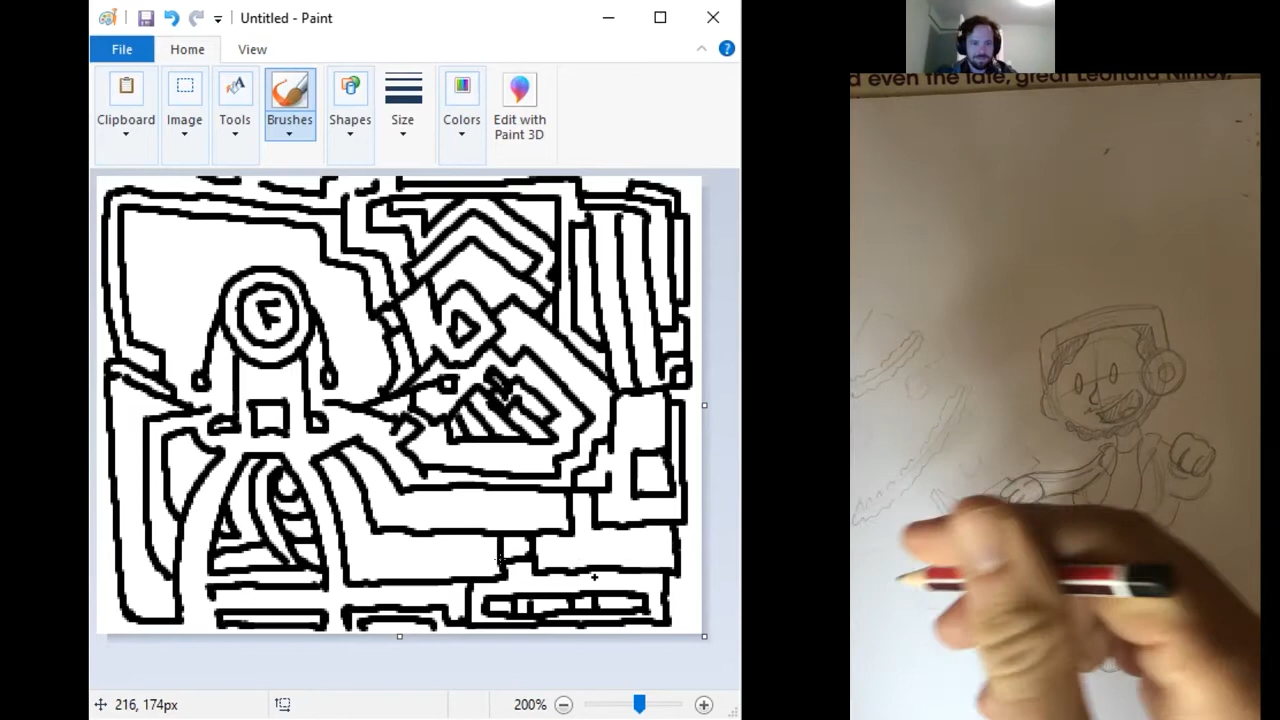 Untitled - Paint
File Home View
Clipboard Image Tools Brushes Shapes Size Colors Edit with
Paint 3D
d even the late, great Leonard Nimoy,
216, 174px
200%